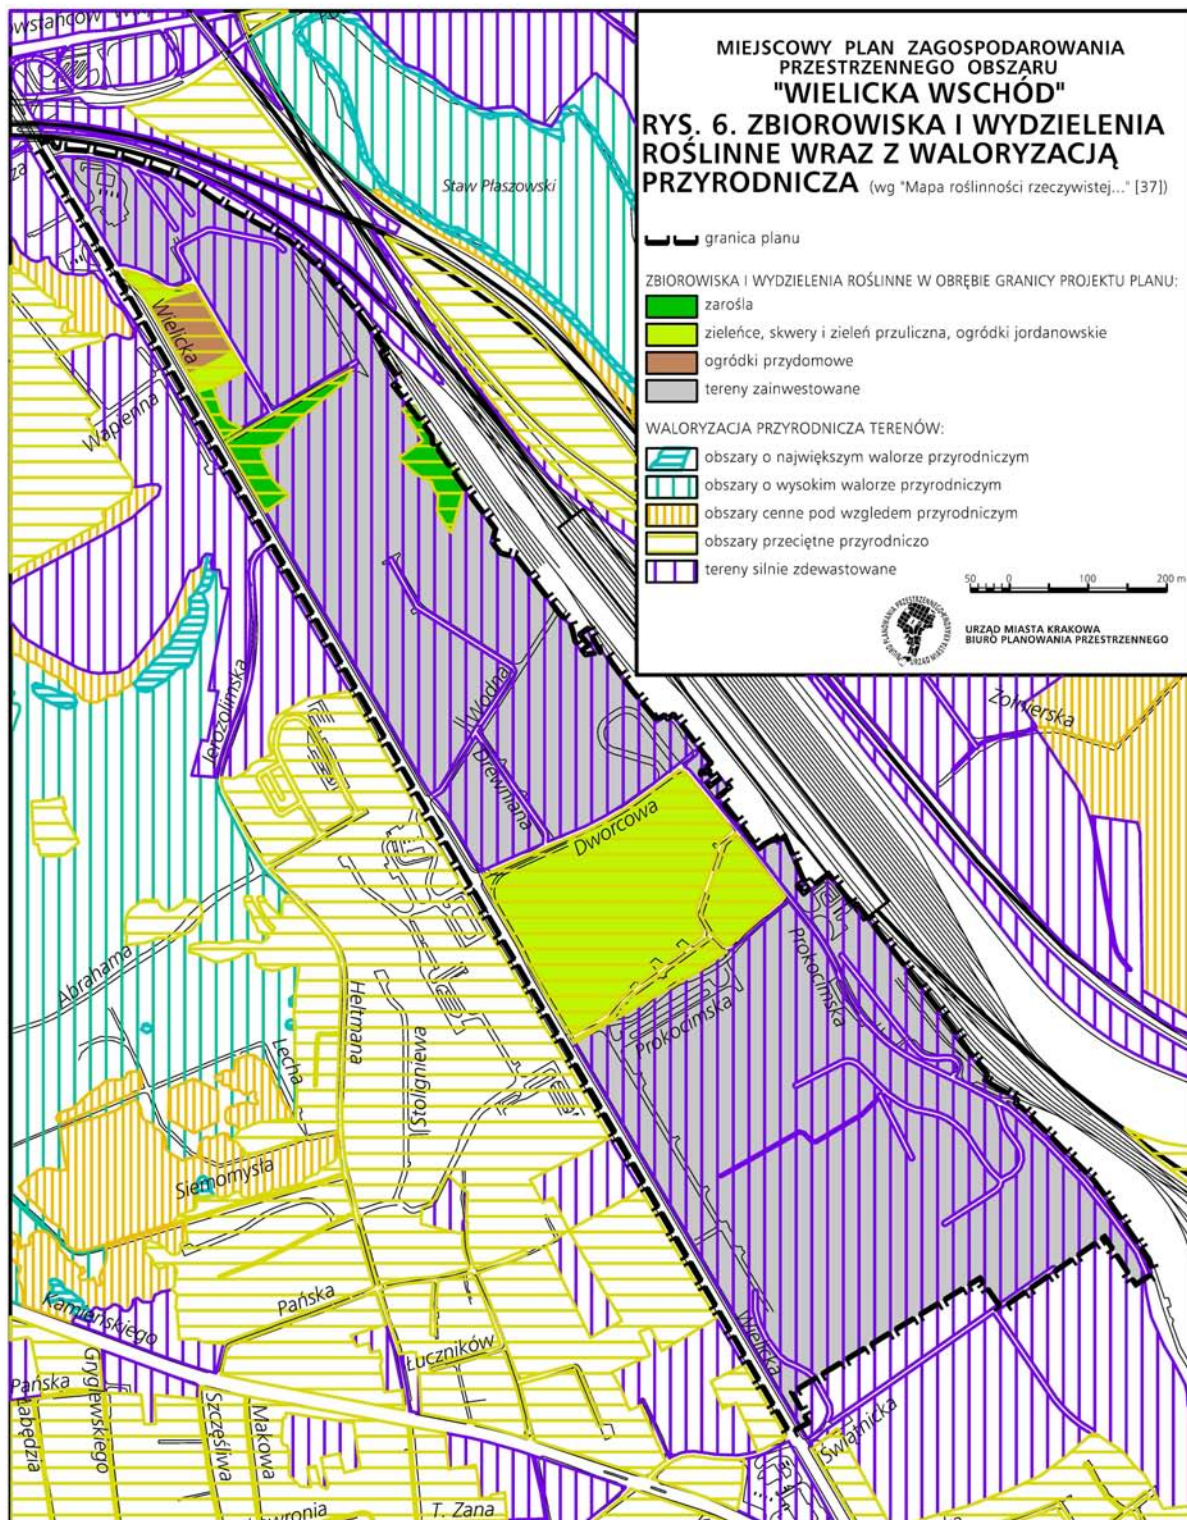 MIEJSCOWY PLAN ZAGOSPODAROWANIA
PRZESTRZENNEGO OBSZARU
"WIELICKA WSCHÓD"
RYS. 6. ZBIOROWISKA I WYDZIELENIA
ROŚLINNE WRAZ Z WALORYZACJĄ
PRZYRODNICZA (wg "Mapa roślinności rzeczywistej..." [37])
granica planu
ZBIOROWISKA I WYDZIELENIA ROŚLINNE W OBRĘBIE GRANICY PROJEKTU PLANU:
zarośla
zieleńce, skwery i zieleń przuliczna, ogródki jordanowskie
ogródki przydomowe
tereny zainwestowane
WALORYZACJA PRZYRODNICZA TERENÓW:
obszary o największym walorze przyrodniczym
obszary o wysokim walorze przyrodniczym
obszary cenne pod wzgledem przyrodniczym
obszary przeciętne przyrodniczo
tereny silnie zdewastowane
50 0 100 200 m
URZĄD MIASTA KRAKOWA
BIURO PLANOWANIA PRZESTRZENNEGO
Staw Płaszowski
Wielicka
Wapienna
Jerozolimska
Wodna
Drewniana
Dworcowa
Żołnierska
Abrahama
Heltmana
Stoigniewa
Lecha
Prokocimska
Prokocimska
Siemomysła
Kamieńskiego
Pańska
Łuczników
Wielicka
Świątnicka
Pańska
Łabędzia
Gryglewskiego
Szczęśliwa
Makowa
T. Zana